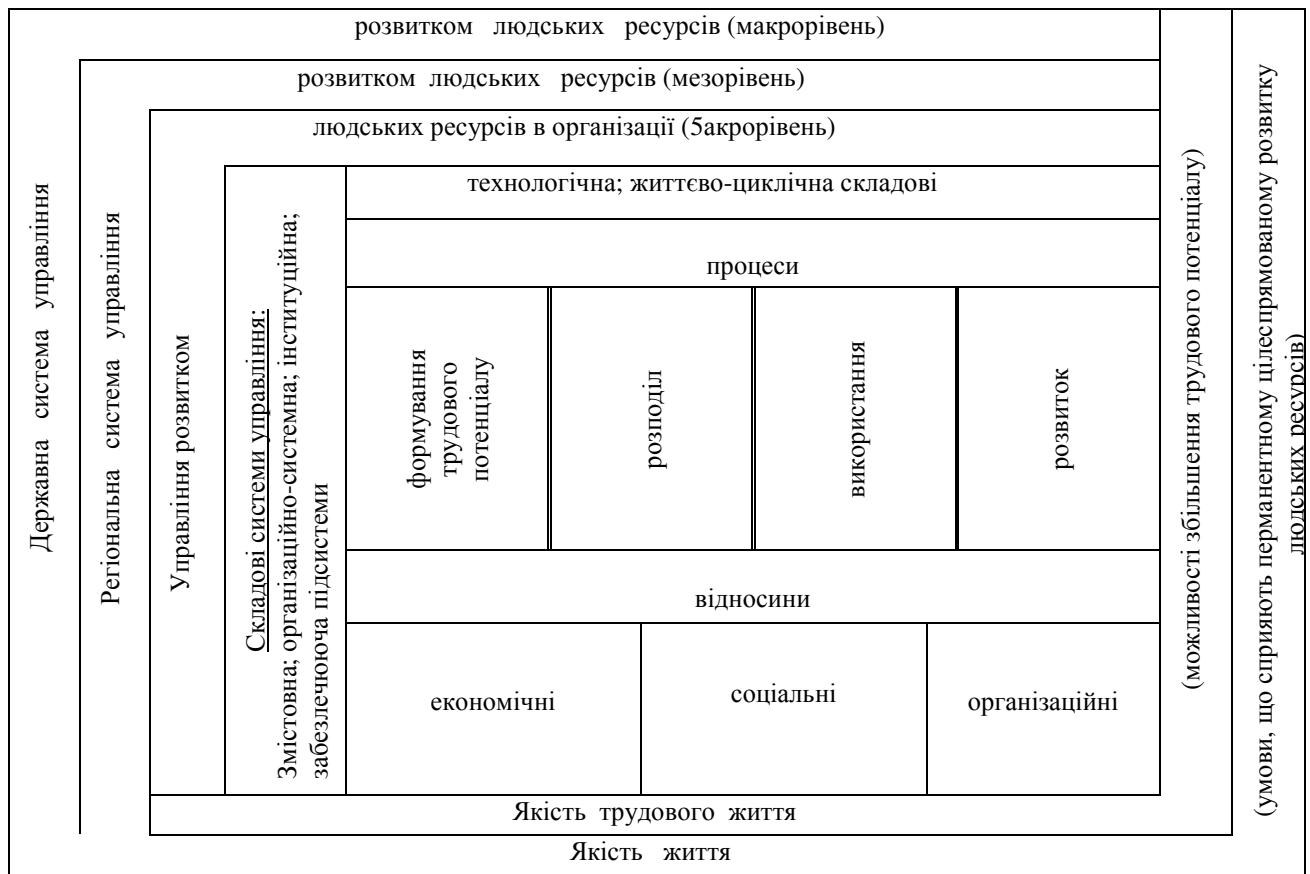 Державна система управління
розвитком людських ресурсів (макрорівень)
Регіональна система управління
розвитком людських ресурсів (мезорівень)
Управління розвитком
людських ресурсів в організації (5акрорівень)
Складові системи управління:
Змістовна; організаційно-системна; інституційна;
забезлечююча підсистеми
технологічна; життєво-циклічна складові
процеси
формування
трудового
потенціалу
розподіл
використання
розвиток
відносини
економічні
соціальні
організаційні
Якість трудового життя
(можливості збільшення трудового потенціалу)
Якість життя
(умови, що сприяють перманентному цілеспрямованому розвитку
людських ресурсів)